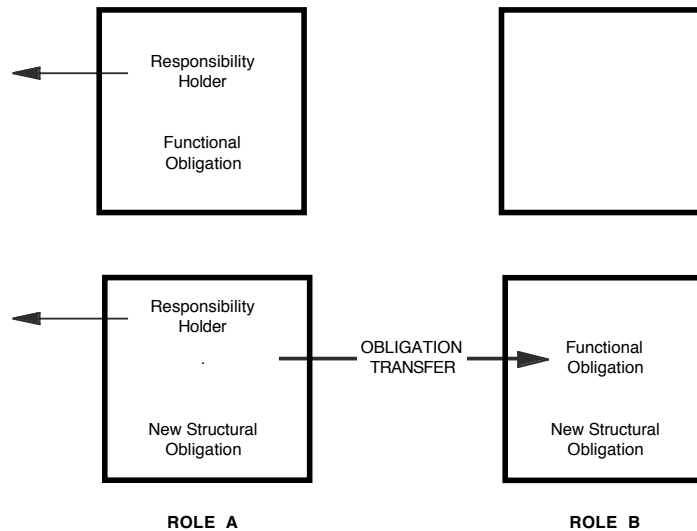 Responsibility
Holder
Functional
Obligation
Responsibility
Holder
OBLIGATION
TRANSFER
Functional
Obligation
New Structural
Obligation
New Structural
Obligation
ROLE A
ROLE B